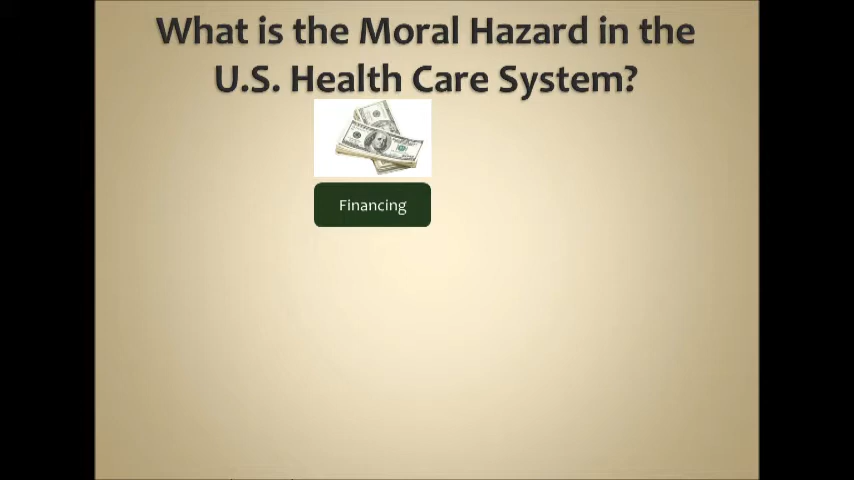 What is the Moral Hazard in the
U.S. Health Care System?
Financing